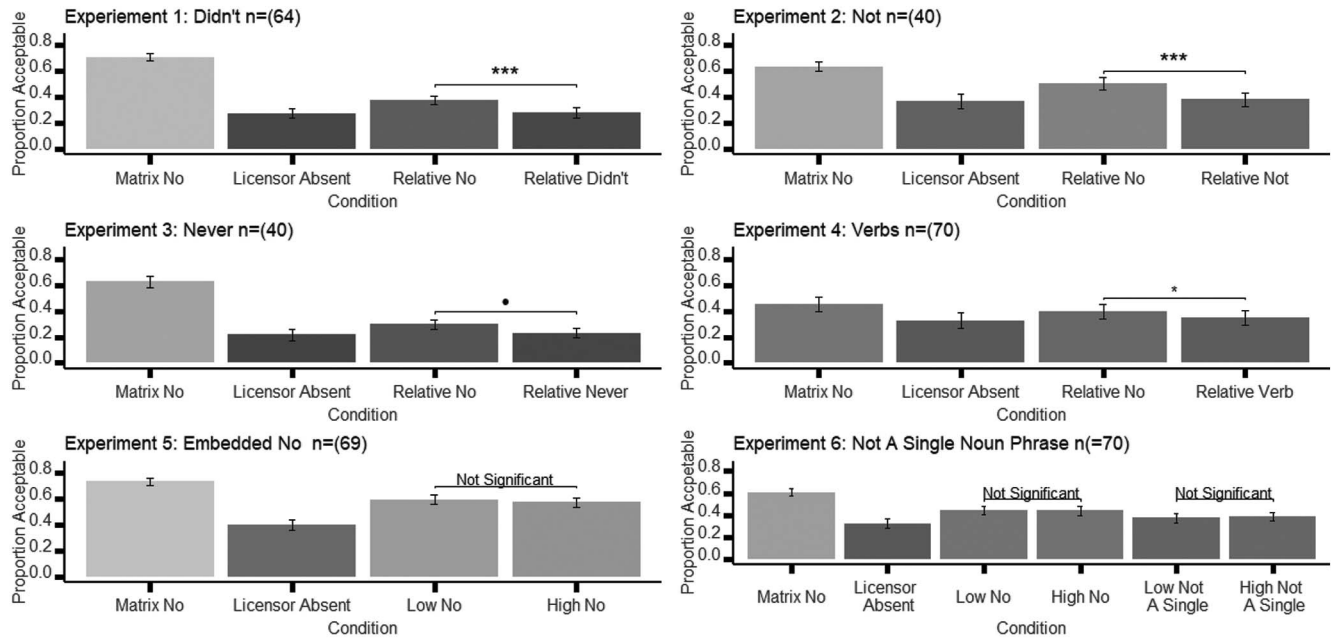 Experiement 1: Didn't n=(64)
Proportion Acceptable
0.8
0.6
0.4
0.2
0.0
***
Matrix No
Licensor Absent
Relative No
Relative Didn't
Condition
Experiment 2: Not n=(40)
Proportion Acceptable
0.8
0.6
0.4
0.2
0.0
***
Matrix No
Licensor Absent
Relative No
Relative Not
Condition
Experiment 3: Never n=(40)
Proportion Acceptable
0.8
0.6
0.4
0.2
0.0
•
Matrix No
Licensor Absent
Relative No
Relative Never
Condition
Experiment 4: Verbs n=(70)
Proportion Acceptable
0.8
0.6
0.4
0.2
0.0
*
Matrix No
Licensor Absent
Relative No
Relative Verb
Condition
Experiment 5: Embedded No n=(69)
Proportion Acceptable
0.8
0.6
0.4
0.2
0.0
Not Significant
Matrix No
Licensor Absent
Low No
High No
Condition
Experiment 6: Not A Single Noun Phrase n(=70)
Proportion Accpetable
0.8
0.6
0.4
0.2
0.0
Not Significant
Not Significant
Matrix No
Licensor
Absent
Low No
High No
Low Not
A Single
High Not
A Single
Condition